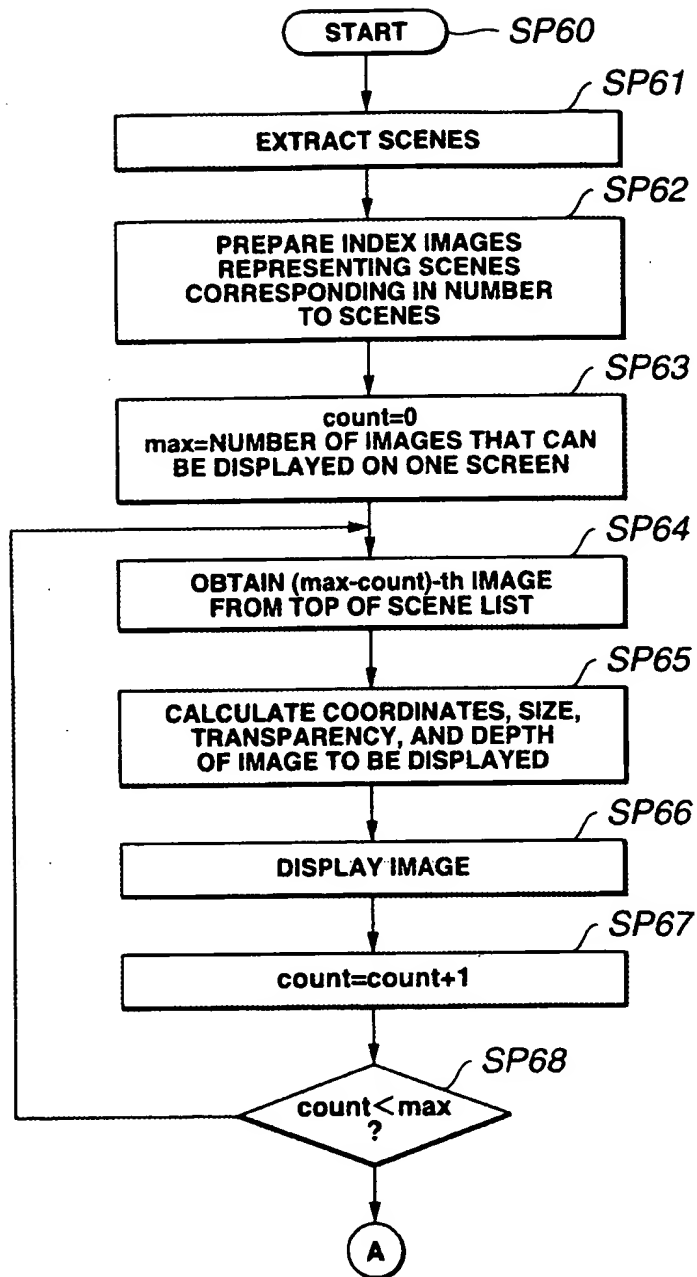 START
SP60
SP61
EXTRACT SCENES
SP62
PREPARE INDEX IMAGES
REPRESENTING SCENES
CORRESPONDING IN NUMBER
TO SCENES
SP63
count=0
max=NUMBER OF IMAGES THAT CAN
BE DISPLAYED ON ONE SCREEN
SP64
OBTAIN (max-count)-th IMAGE
FROM TOP OF SCENE LIST
SP65
CALCULATE COORDINATES, SIZE,
TRANSPARENCY, AND DEPTH
OF IMAGE TO BE DISPLAYED
SP66
DISPLAY IMAGE
SP67
count=count+1
SP68
count<max
?
A